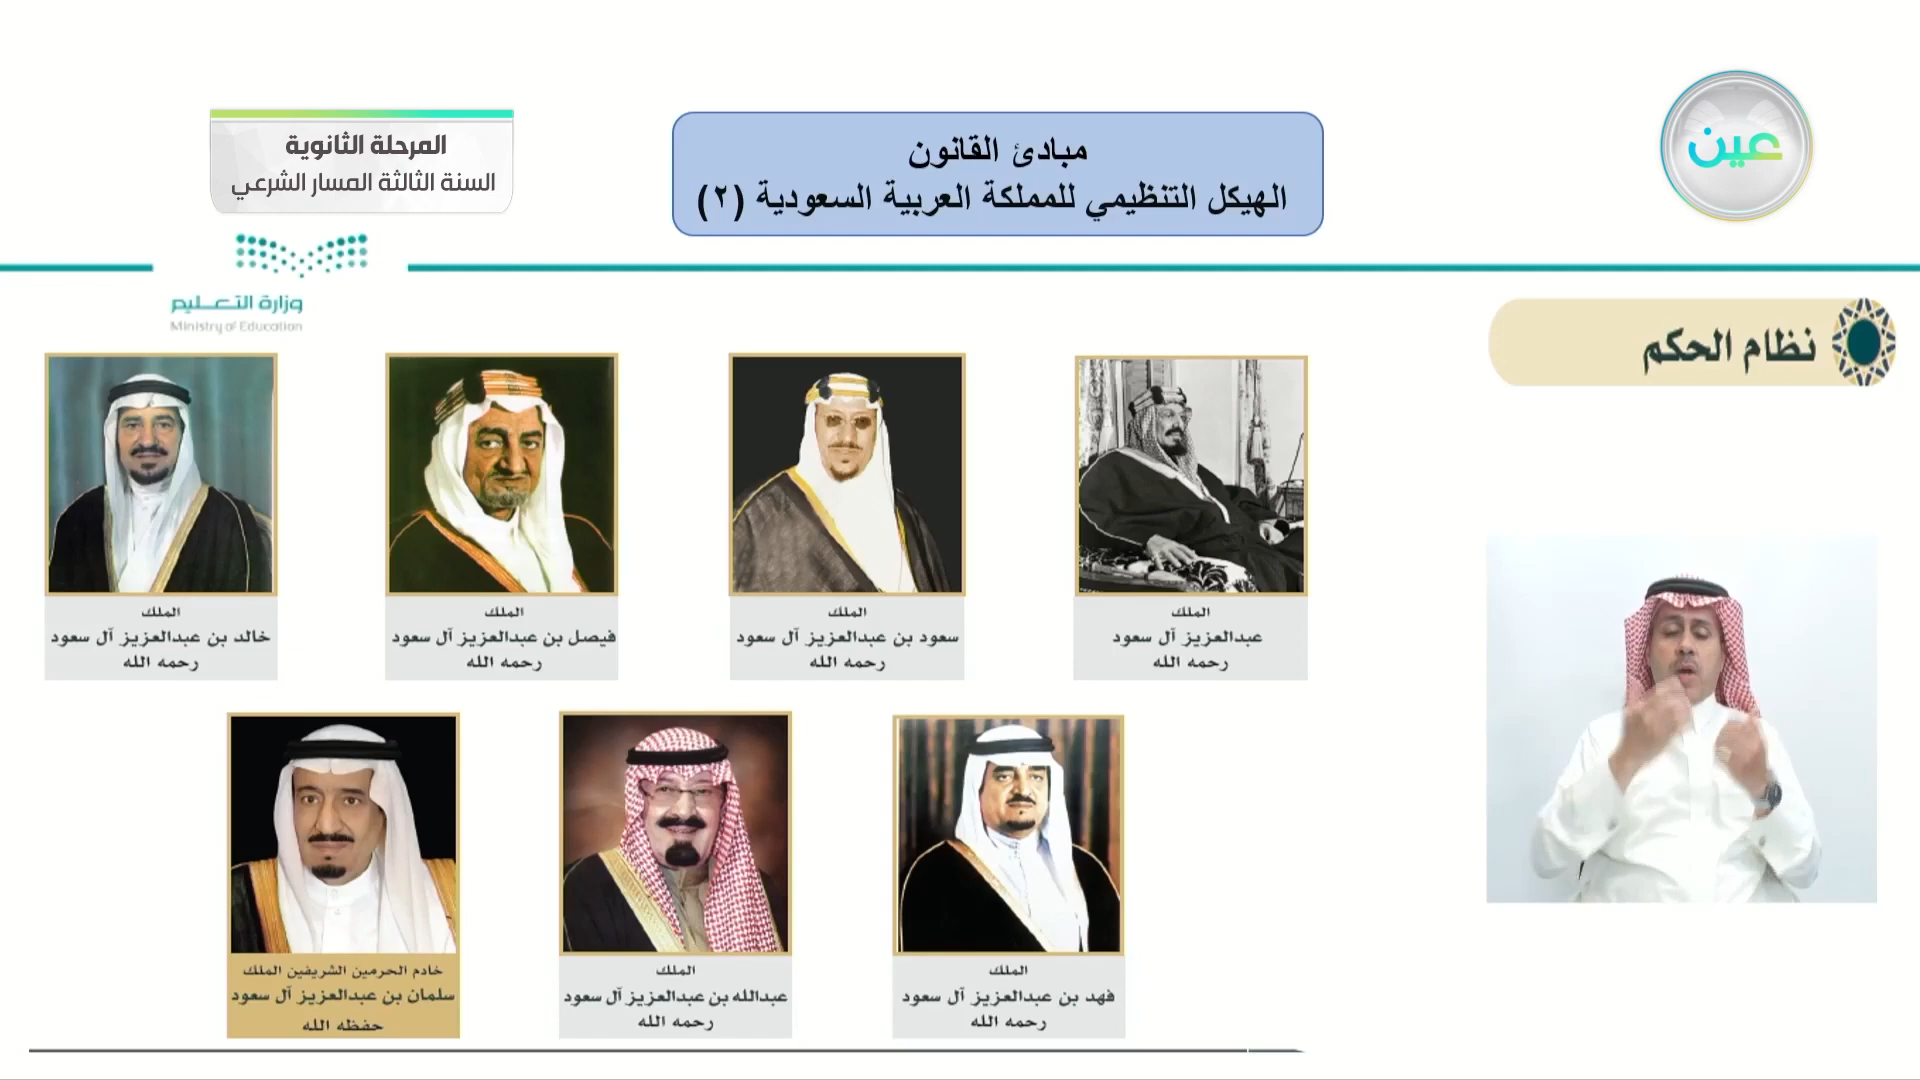 عين
مبادئ القانون
الهيكل التنظيمي للمملكة العربية السعودية (٢)
المرحلة الثانوية
السنة الثالثة المسار الشرعي
وزارة التعليم
Ministry of Education
نظام الحكم
الملك
عبدالعزيز آل سعود
رحمه الله
الملك
سعود بن عبدالعزيز آل سعود
رحمه الله
الملك
فيصل بن عبدالعزيز آل سعود
رحمه الله
الملك
خالد بن عبدالعزيز آل سعود
رحمه الله
الملك
فهد بن عبدالعزيز آل سعود
رحمه الله
الملك
عبدالله بن عبدالعزيز آل سعود
رحمه الله
خادم الحرمين الشريفين الملك
سلمان بن عبدالعزيز آل سعود
حفظه الله